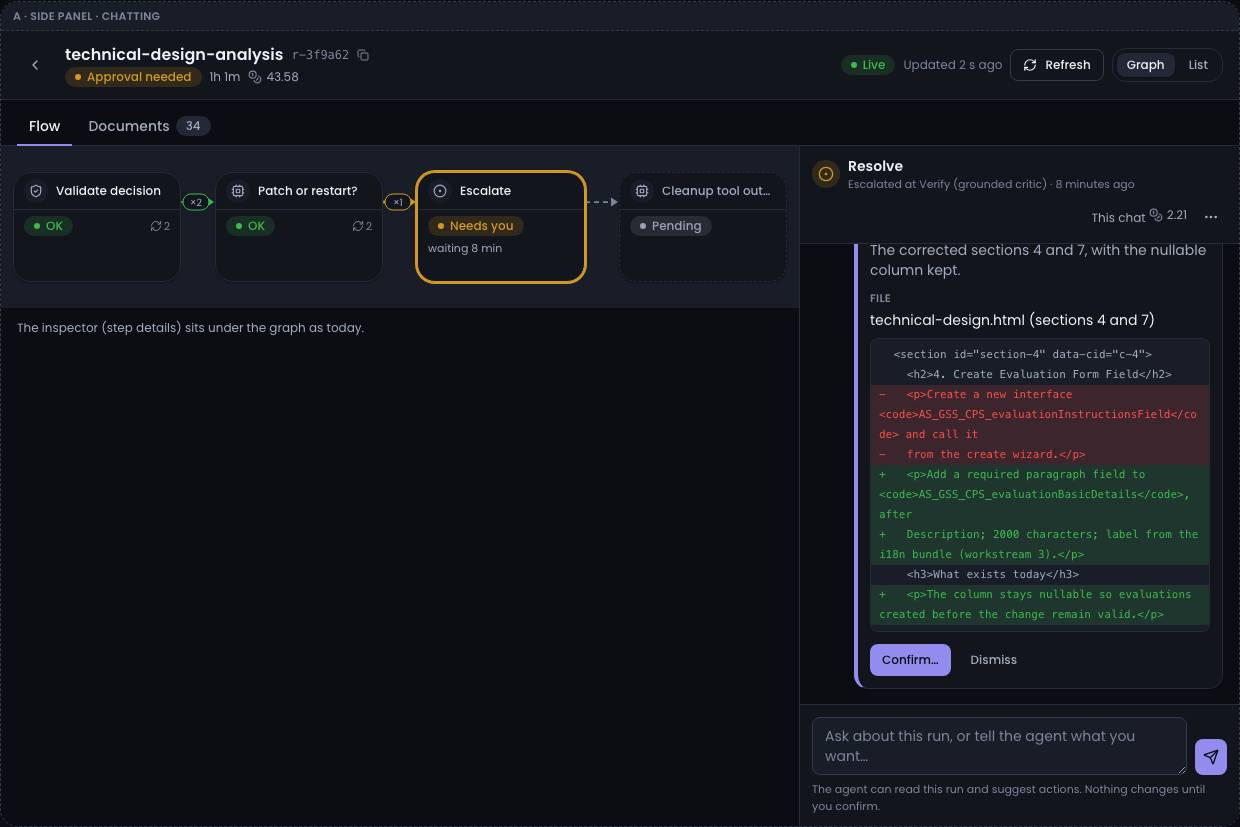 A · SIDE PANEL · CHATTING
technical-design-analysis r−3f9a62
Approval needed 1h 1m 43.58
Live Updated 2 s ago Refresh Graph List
Flow Documents 34
Validate decision
OK 2
×2
Patch or restart?
OK 2
×1
Escalate
Needs you
waiting 8 min
Cleanup tool out…
Pending
The inspector (step details) sits under the graph as today.
Resolve
Escalated at Verify (grounded critic) · 8 minutes ago
This chat 2.21 ···
The corrected sections 4 and 7, with the nullable
column kept.
FILE
technical-design.html (sections 4 and 7)
<section id="section-4" data-cid="c-4">
<h2>4. Create Evaluation Form Field</h2>
− <p>Create a new interface
<code>AS_GSS_CPS_evaluationInstructionsField</co
de> and call it
− from the create wizard.</p>
+ <p>Add a required paragraph field to
<code>AS_GSS_CPS_evaluationBasicDetails</code>,
after
+ Description; 2000 characters; label from the
i18n bundle (workstream 3).</p>
<h3>What exists today</h3>
+ <p>The column stays nullable so evaluations
created before the change remain valid.</p>
Confirm… Dismiss
Ask about this run, or tell the agent what you
want…
The agent can read this run and suggest actions. Nothing changes until
you confirm.